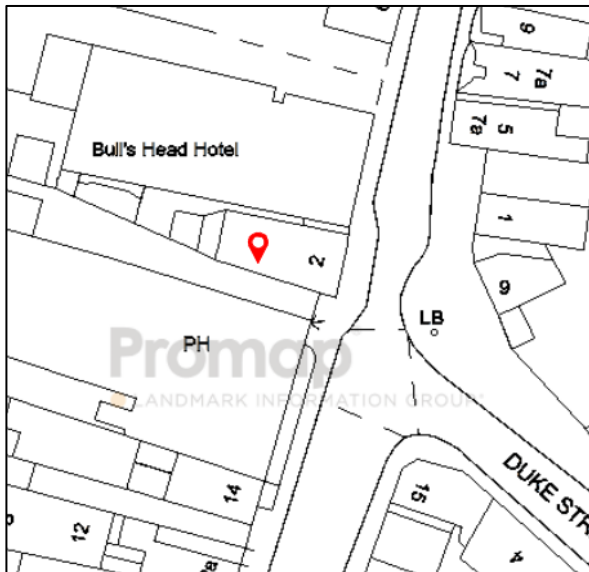 9
7a
7
5
7a
Bull's Head Hotel
1
2
9
LB
PH
Promap
LANDMARK INFORMATION GROUP
DUKE STR
14
15
12
4